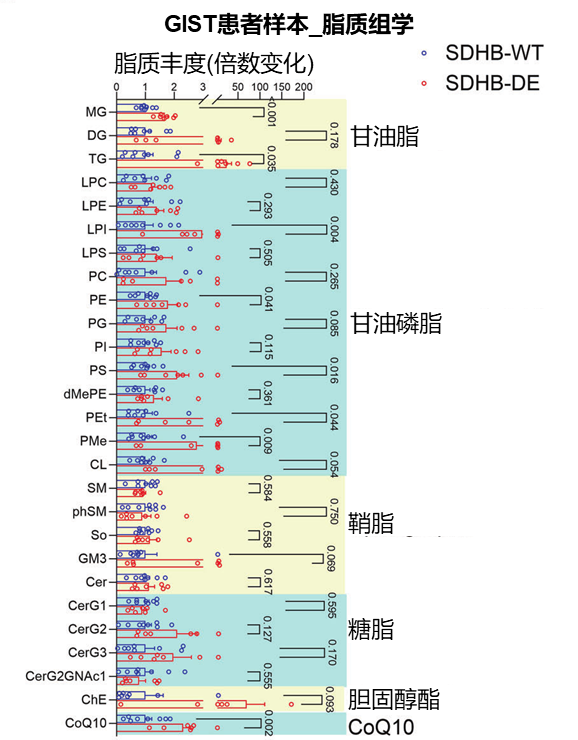 GIST患者样本_脂质组学
脂质丰度(倍数变化)
SDHB-WT
SDHB-DE
0 1 2 3 50 100 150 200
MG <0.001
DG 0.178
甘油脂
TG 0.035
LPC 0.430
LPE 0.293
LPI 0.004
LPS 0.505
PC 0.265
PE 0.041
PG 0.085
甘油磷脂
PI 0.115
PS 0.016
dMePE 0.361
PEt 0.044
PMe 0.009
CL 0.054
SM 0.584
phSM 0.750
鞘脂
So 0.558
GM3 0.069
Cer 0.617
CerG1 0.595
CerG2 0.127
糖脂
CerG3 0.170
CerG2GNAc1 0.555
ChE 0.093
胆固醇酯
CoQ10 0.002
CoQ10